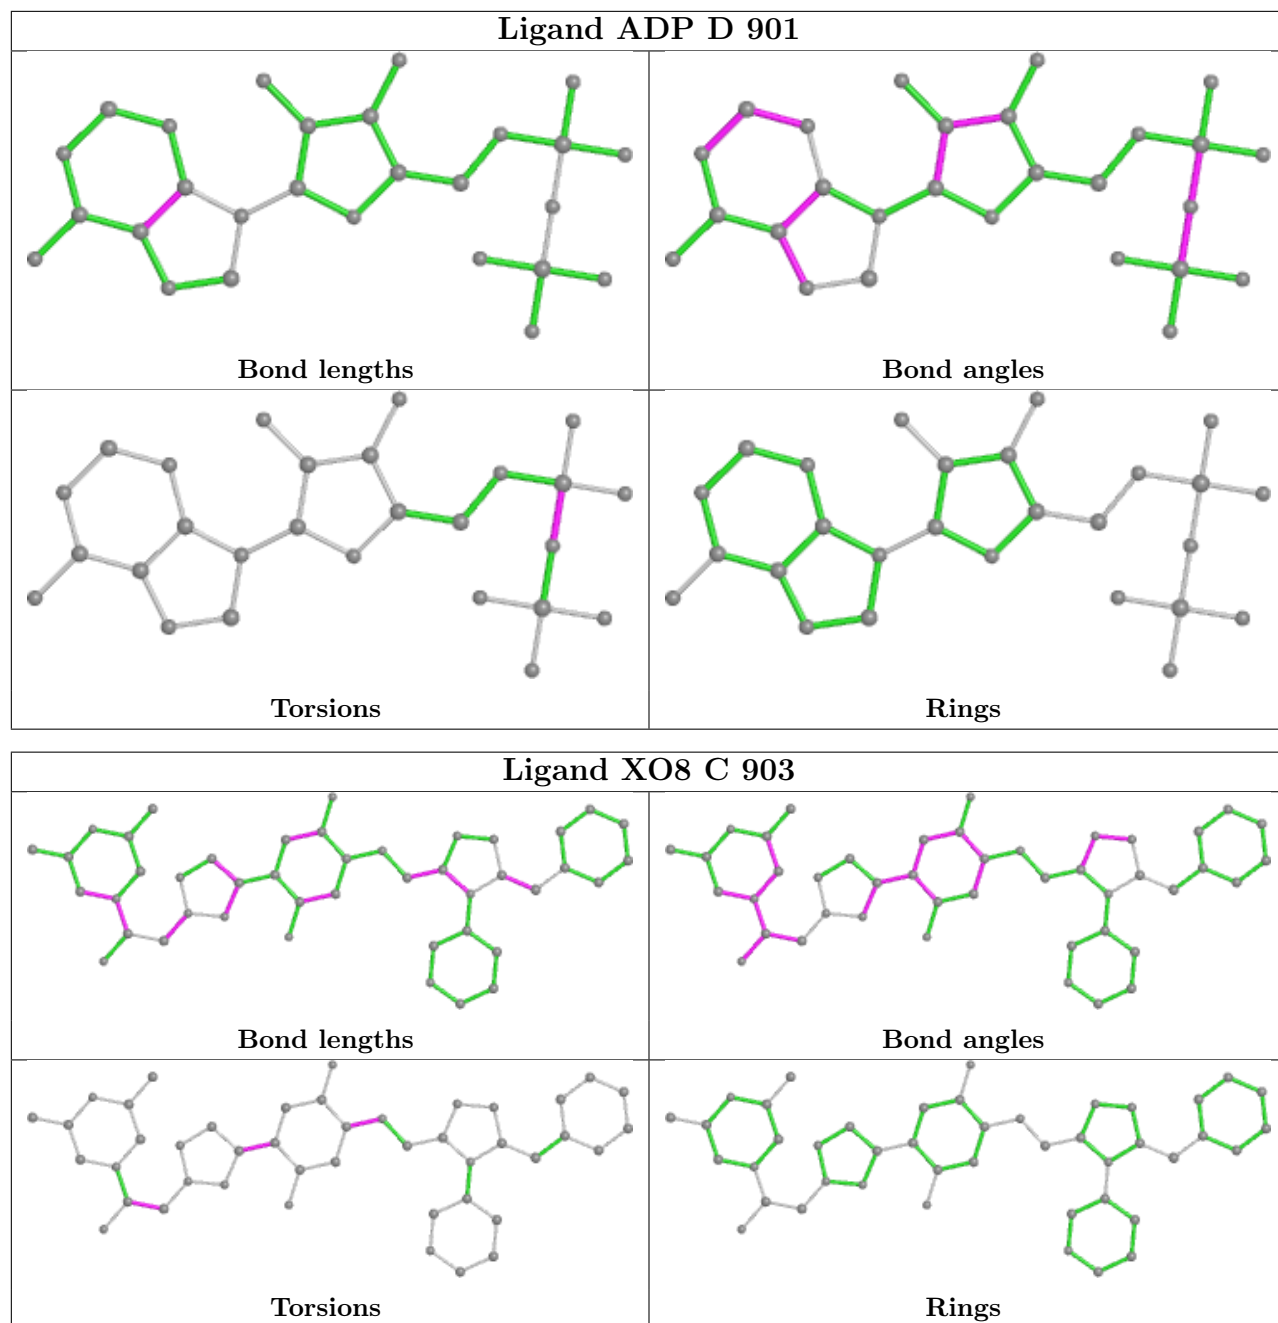 Ligand ADP D 901
Bond lengths
Bond angles
Torsions
Rings
Ligand XO8 C 903
Bond lengths
Bond angles
Torsions
Rings